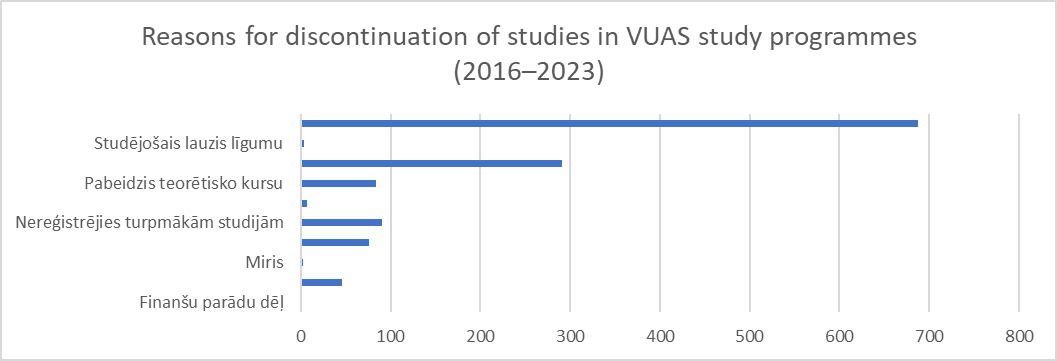 Reasons for discontinuation of studies in VUAS study programmes
(2016–2023)
Studējošais lauzis līgumu
Pabeidzis teorētisko kursu
Nereģistrējies turpmākām studijām
Miris
Finanšu parādu dēļ
0 100 200 300 400 500 600 700 800